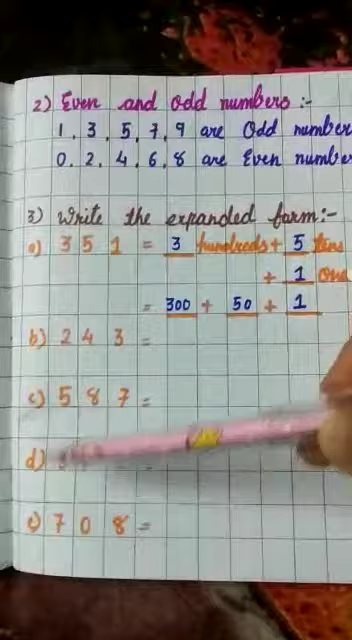 2) Even and odd numbers :-
1, 3, 5, 7, 9 are Odd number
0, 2, 4, 6, 8 are Even numbe
3) Write the expanded form:-
a) 3 5 1 = 3 hundreds + 5 tens
+ 1 one
= 300 + 50 + 1
b) 2 4 3 =
c) 5 8 7 =
d)
e) 7 0 8 =